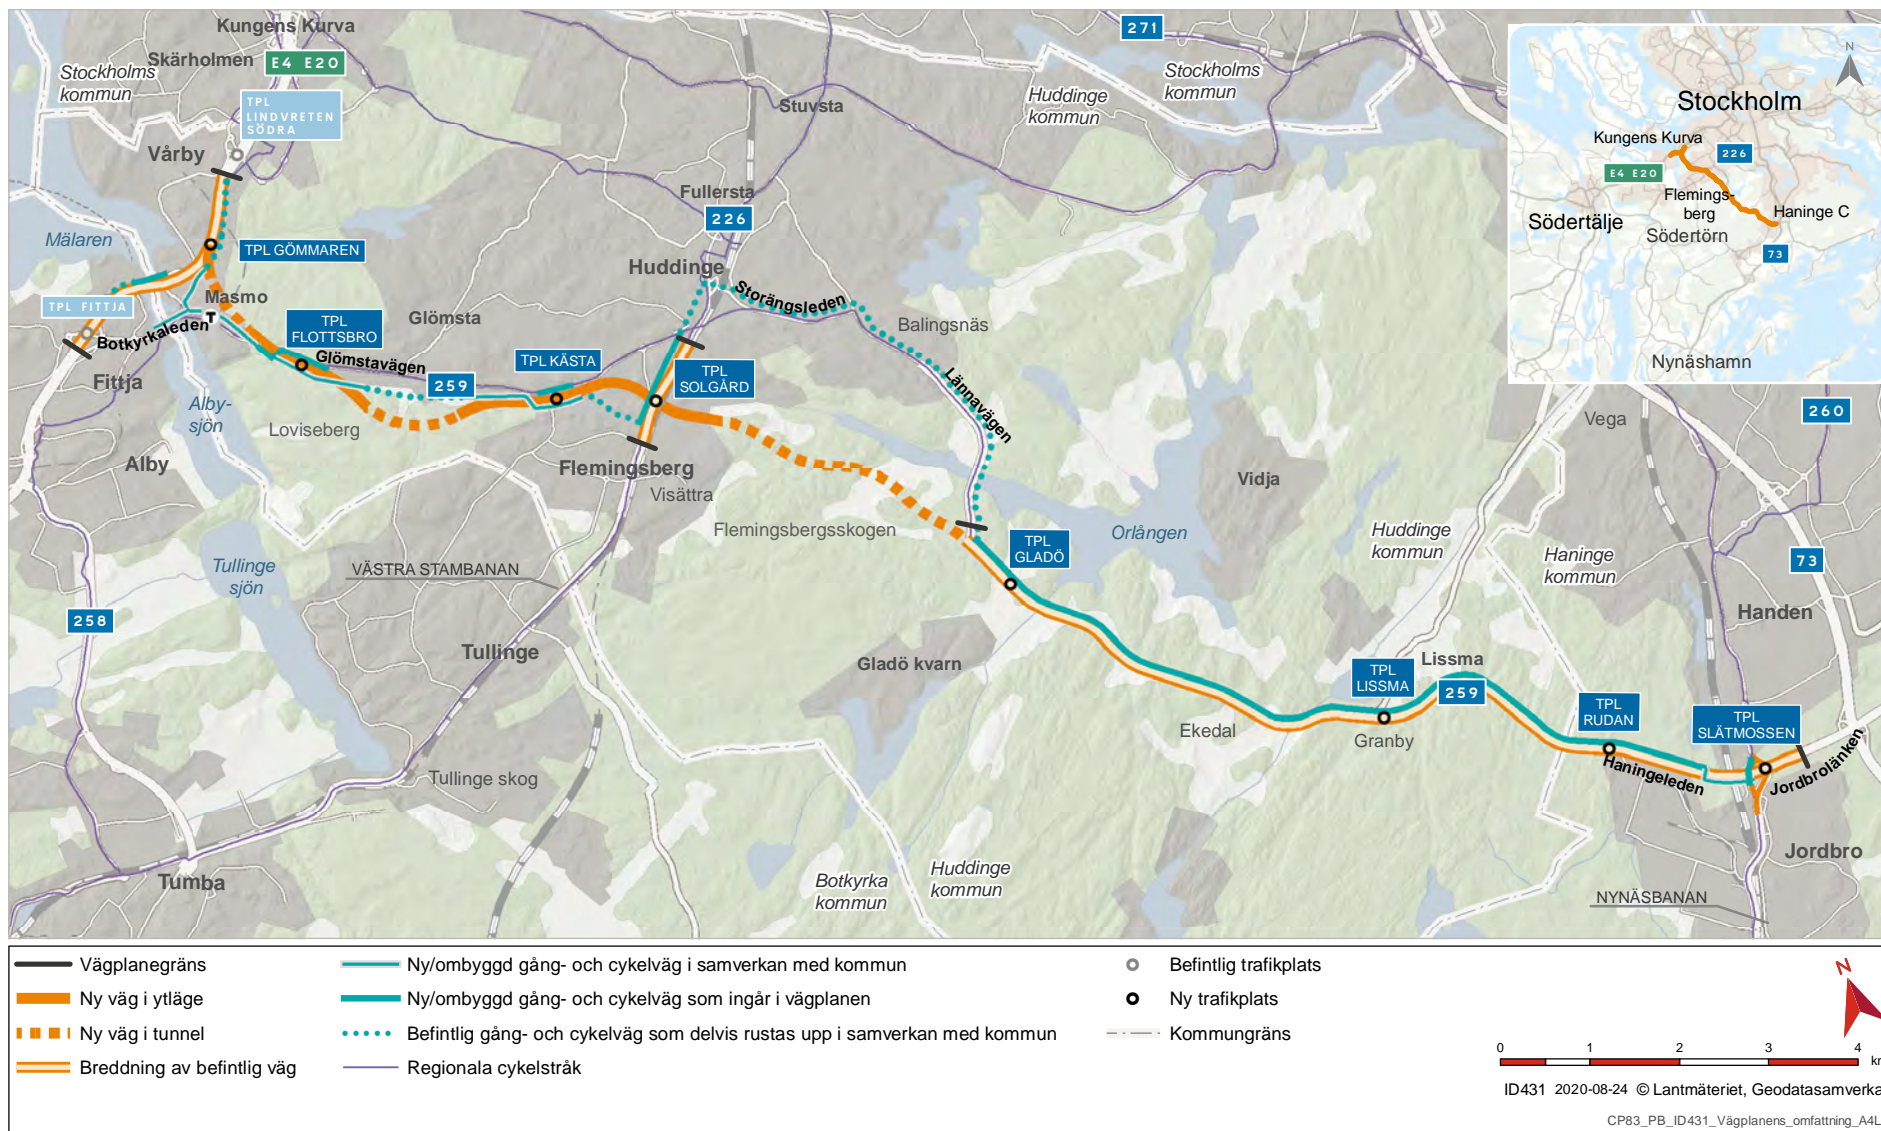 Kungens Kurva
Skärholmen
E4 E20
Stockholms
kommun
TPL
LINDVRETEN
SÖDRA
Vårby
271
Stuvsta
Huddinge
kommun
Stockholms
kommun
Fullersta
226
Mälaren
TPL GÖMMAREN
Huddinge
Storängsleden
TPL FITTJA
Masmo
T
Botkyrkaleden
Glömsta
TPL
FLOTTSBRO
Glömstavägen
Balingsnäs
Fittja
259
TPL KÄSTA
TPL
SOLGÅRD
Lännavägen
Alby-
sjön
Loviseberg
Alby
Flemingsberg
Visättra
Flemingsbergsskogen
Vidja
Orlången
TPL
GLADÖ
Huddinge
kommun
Haninge
kommun
Vega
260
73
Handen
Tullinge
sjön
VÄSTRA STAMBANAN
258
Tullinge
Gladö kvarn
TPL
LISSMA
Lissma
259
TPL
RUDAN
TPL
SLÄTMOSSEN
Ekedal
Granby
Haningeleden
Jordbrolänken
Tullinge skog
Tumba
Botkyrka
kommun
Huddinge
kommun
Jordbro
NYNÄSBANAN
N
Stockholm
Kungens Kurva
226
E4 E20
Flemings-
berg
Haninge C
Södertälje
Södertörn
73
Nynäshamn
Vägplanegräns
Ny väg i ytläge
Ny väg i tunnel
Breddning av befintlig väg
Ny/ombyggd gång- och cykelväg i samverkan med kommun
Ny/ombyggd gång- och cykelväg som ingår i vägplanen
Befintlig gång- och cykelväg som delvis rustas upp i samverkan med kommun
Regionala cykelstråk
Befintlig trafikplats
Ny trafikplats
Kommungräns
N
0 1 2 3 4
km
ID431 2020-08-24 © Lantmäteriet, Geodatasamverka
CP83_PB_ID431_Vägplanens_omfattning_A4L